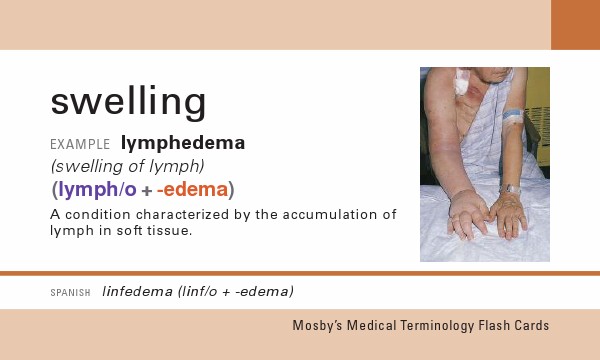 swelling
EXAMPLE lymphedema
(swelling of lymph)
(lymph/o + -edema)
A condition characterized by the accumulation of
lymph in soft tissue.
SPANISH linfedema (linf/o + -edema)
Mosby's Medical Terminology Flash Cards